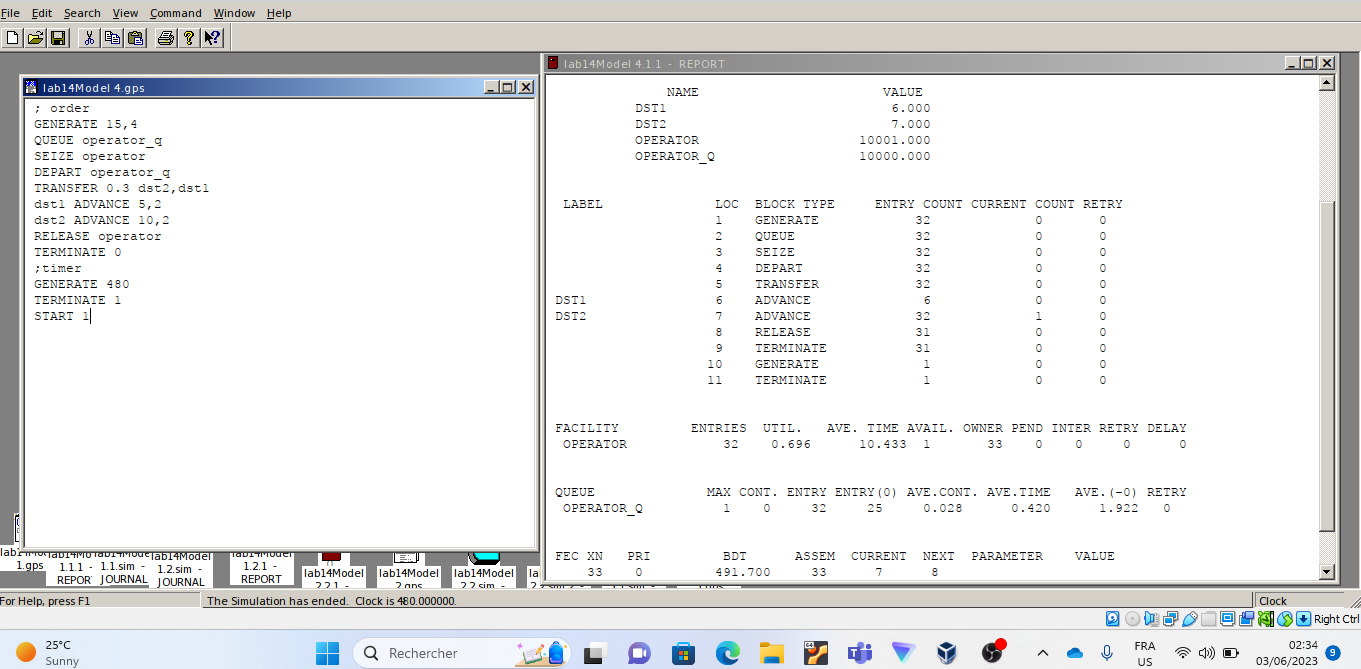 File Edit Search View Command Window Help
lab14Model 4.gps
; order
GENERATE 15,4
QUEUE operator_q
SEIZE operator
DEPART operator_q
TRANSFER 0.3 dst2,dst1
dst1 ADVANCE 5,2
dst2 ADVANCE 10,2
RELEASE operator
TERMINATE 0
;timer
GENERATE 480
TERMINATE 1
START 1
lab14Model 4.1.1 - REPORT
NAME VALUE
DST1 6.000
DST2 7.000
OPERATOR 10001.000
OPERATOR_Q 10000.000
LABEL LOC BLOCK TYPE ENTRY COUNT CURRENT COUNT RETRY
1 GENERATE 32 0 0
2 QUEUE 32 0 0
3 SEIZE 32 0 0
4 DEPART 32 0 0
5 TRANSFER 32 0 0
DST1 6 ADVANCE 6 0 0
DST2 7 ADVANCE 32 1 0
8 RELEASE 31 0 0
9 TERMINATE 31 0 0
10 GENERATE 1 0 0
11 TERMINATE 1 0 0
FACILITY ENTRIES UTIL. AVE. TIME AVAIL. OWNER PEND INTER RETRY DELAY
OPERATOR 32 0.696 10.433 1 33 0 0 0 0
QUEUE MAX CONT. ENTRY ENTRY(0) AVE.CONT. AVE.TIME AVE.(-0) RETRY
OPERATOR_Q 1 0 32 25 0.028 0.420 1.922 0
FEC XN PRI BDT ASSEM CURRENT NEXT PARAMETER VALUE
33 0 491.700 33 7 8
1.gps
1.1.1 -
REPOR
1.1.sim -
JOURNAL
lab14Model
1.2.sim -
JOURNAL
lab14Model
1.2.1 -
REPORT
lab14Model
2.2.1 -
lab14Model
2.gps
lab14Model
2.2.sim -
For Help, press F1
The Simulation has ended. Clock is 480.000000.
Clock
Right Ctrl
25°C
Sunny
Rechercher
FRA
US
02:34
03/06/2023
9